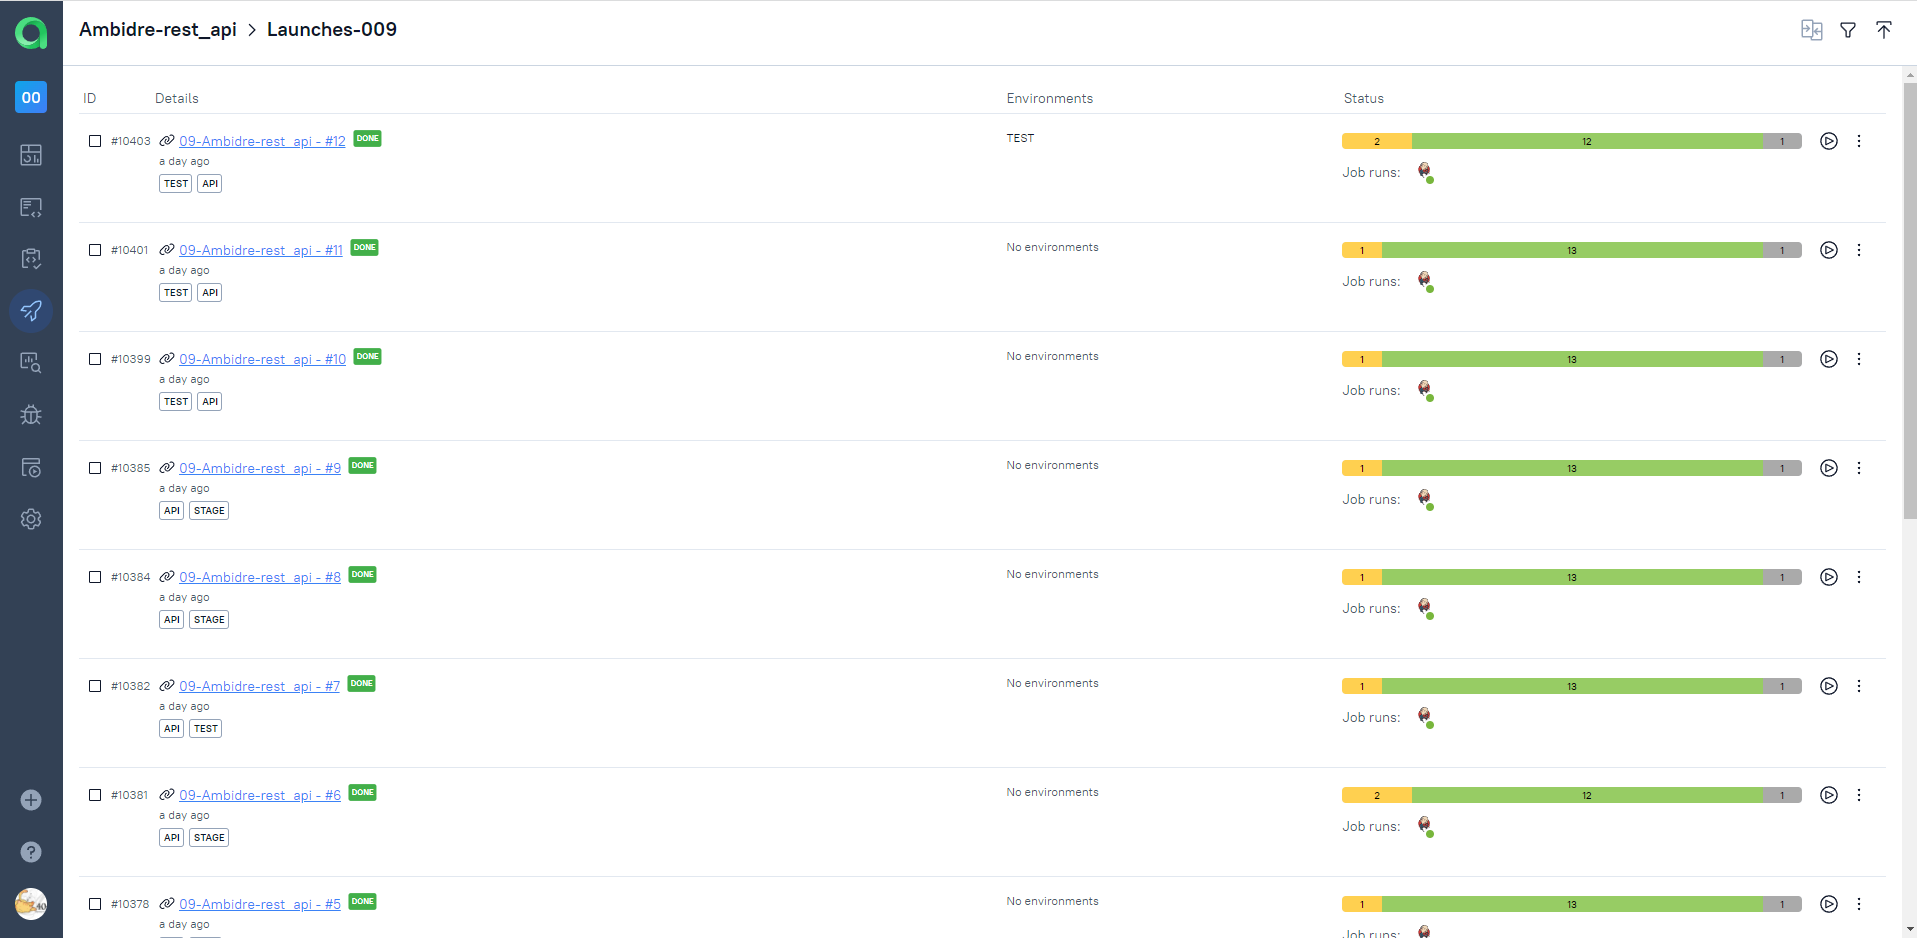 Ambidre-rest_api > Launches-009
00
ID Details Environments Status
#10403 09-Ambidre-rest_api - #12 DONE TEST 2 12 1
a day ago
Job runs:
TEST API
#10401 09-Ambidre-rest_api - #11 DONE No environments 1 13 1
a day ago
Job runs:
TEST API
#10399 09-Ambidre-rest_api - #10 DONE No environments 1 13 1
a day ago
Job runs:
TEST API
#10385 09-Ambidre-rest_api - #9 DONE No environments 1 13 1
a day ago
Job runs:
API STAGE
#10384 09-Ambidre-rest_api - #8 DONE No environments 1 13 1
a day ago
Job runs:
API STAGE
#10382 09-Ambidre-rest_api - #7 DONE No environments 1 13 1
a day ago
Job runs:
API TEST
#10381 09-Ambidre-rest_api - #6 DONE No environments 2 12 1
a day ago
Job runs:
API STAGE
#10378 09-Ambidre-rest_api - #5 DONE No environments 1 13 1
a day ago
Job runs: